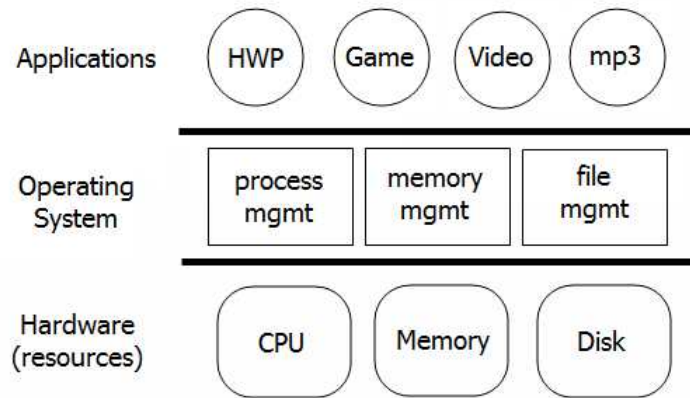 Applications
HWP
Game
Video
mp3
Operating
System
process
mgmt
memory
mgmt
file
mgmt
Hardware
(resources)
CPU
Memory
Disk